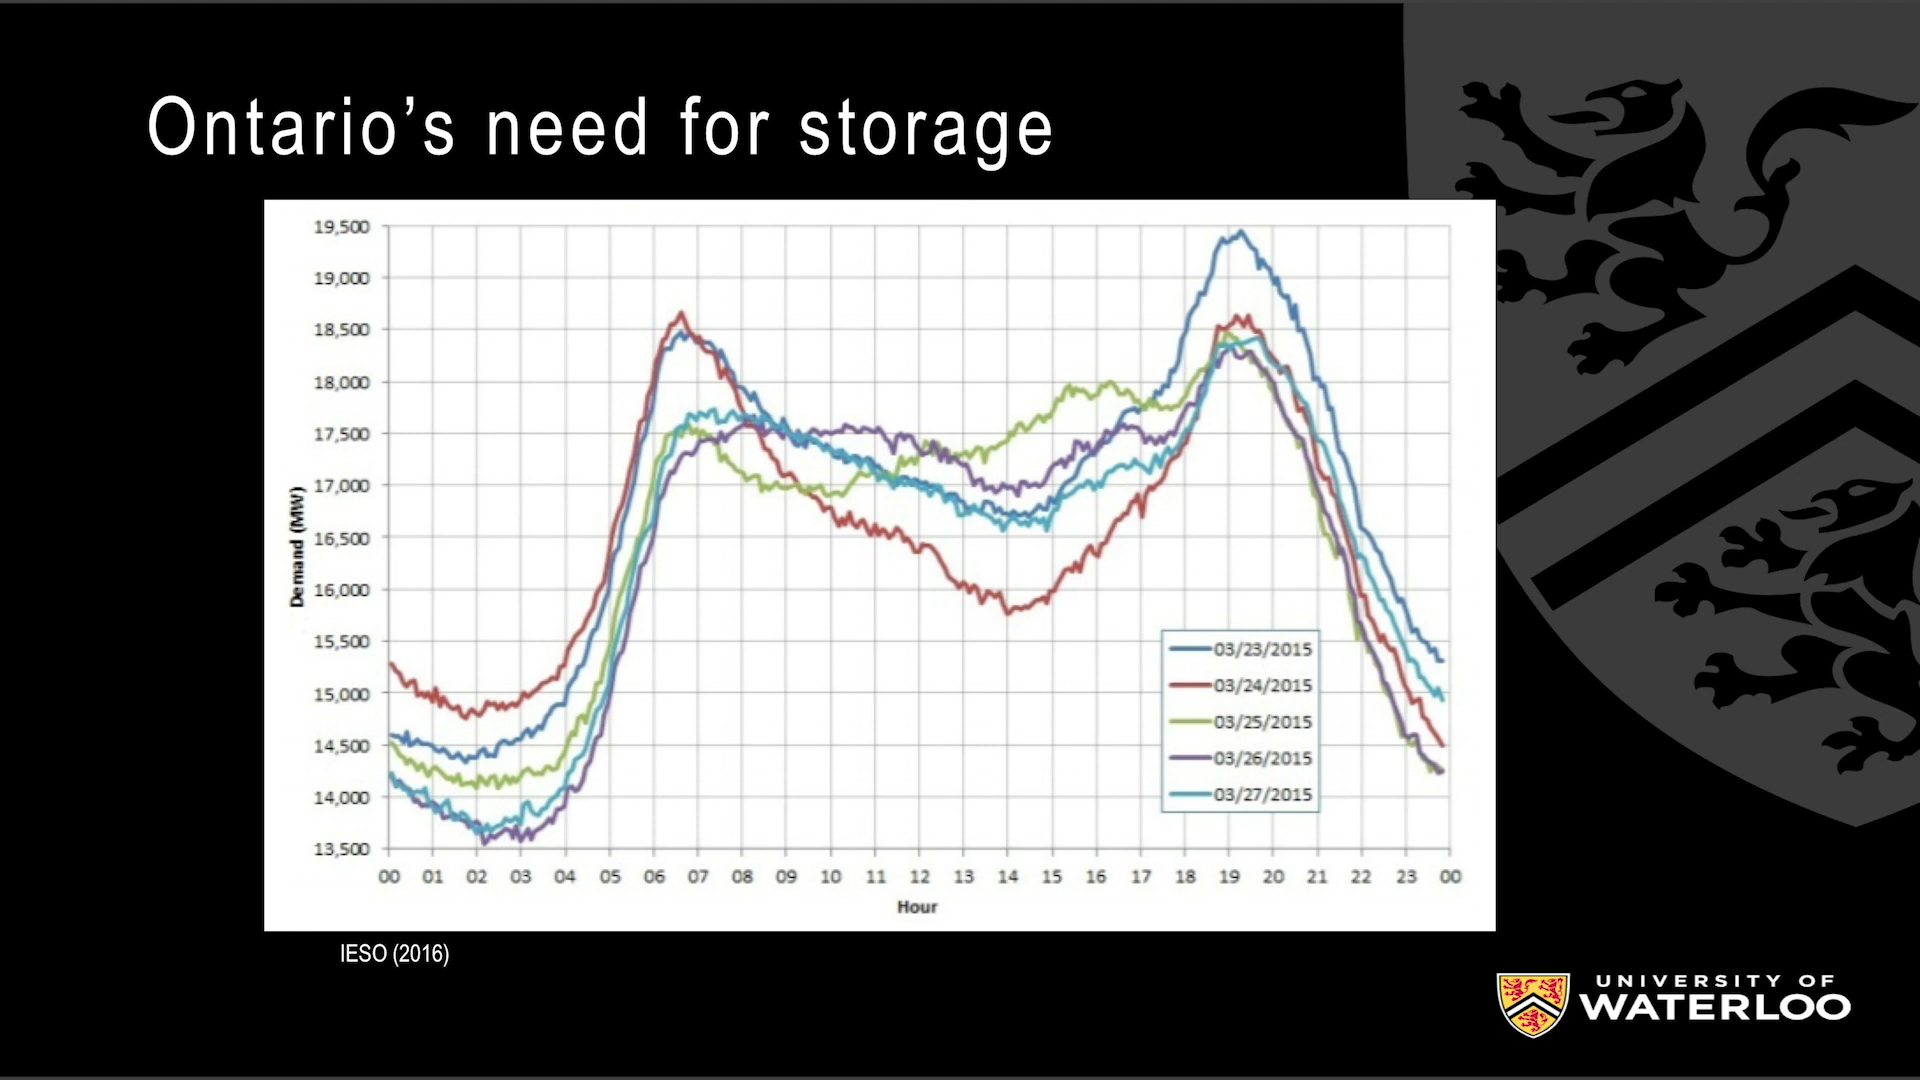 Ontario’s need for storage
19,500
19,000
18,500
18,000
17,500
17,000
16,500
16,000
15,500
15,000
14,500
14,000
13,500
Demand (MW)
00 01 02 03 04 05 06 07 08 09 10 11 12 13 14 15 16 17 18 19 20 21 22 23 00
Hour
03/23/2015
03/24/2015
03/25/2015
03/26/2015
03/27/2015
IESO (2016)
UNIVERSITY OF
WATERLOO